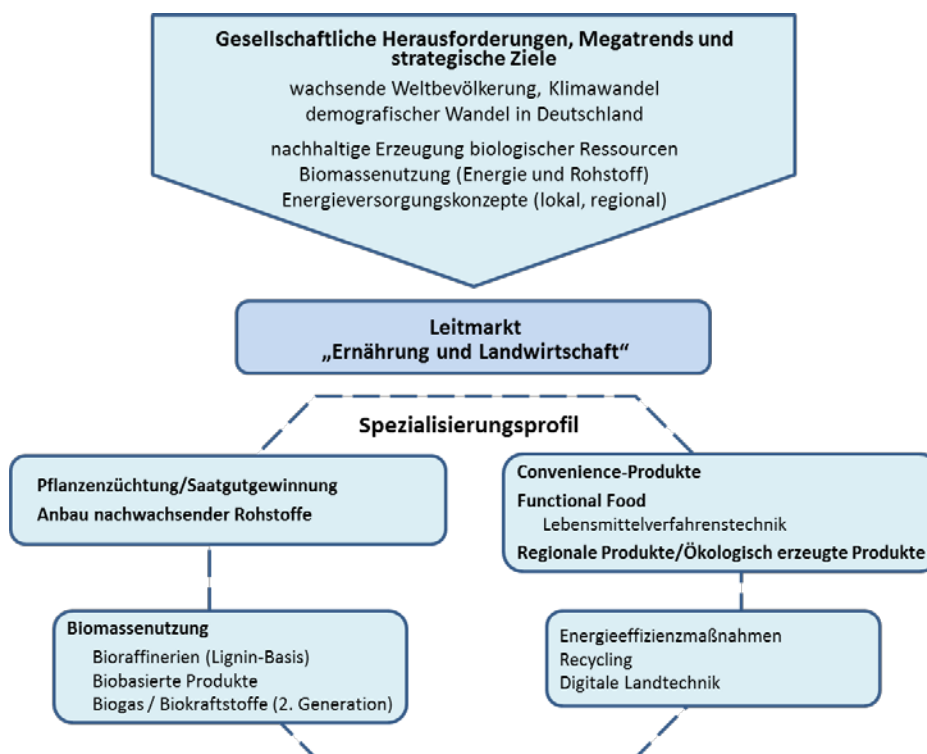 Gesellschaftliche Herausforderungen, Megatrends und
strategische Ziele
wachsende Weltbevölkerung, Klimawandel
demografischer Wandel in Deutschland
nachhaltige Erzeugung biologischer Ressourcen
Biomassenutzung (Energie und Rohstoff)
Energieversorgungskonzepte (lokal, regional)
Leitmarkt
„Ernährung und Landwirtschaft“
Spezialisierungsprofil
Pflanzenzüchtung/Saatgutgewinnung
Anbau nachwachsender Rohstoffe
Convenience-Produkte
Functional Food
Lebensmittelverfahrenstechnik
Regionale Produkte/Ökologisch erzeugte Produkte
Biomassenutzung
Bioraffinerien (Lignin-Basis)
Biobasierte Produkte
Biogas / Biokraftstoffe (2. Generation)
Energieeffizienzmaßnahmen
Recycling
Digitale Landtechnik